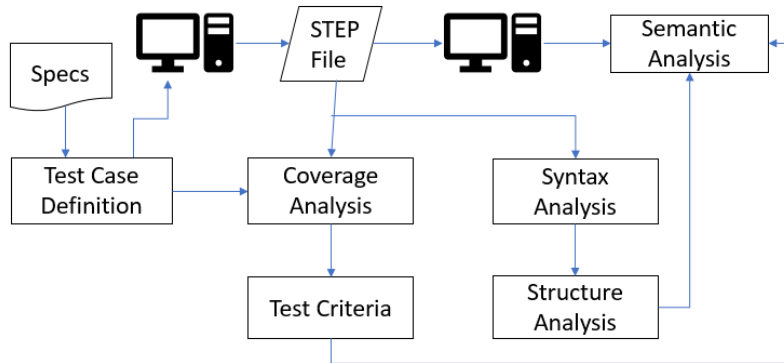 STEP
File
Semantic
Analysis
Specs
Test Case
Definition
Coverage
Analysis
Syntax
Analysis
Test Criteria
Structure
Analysis